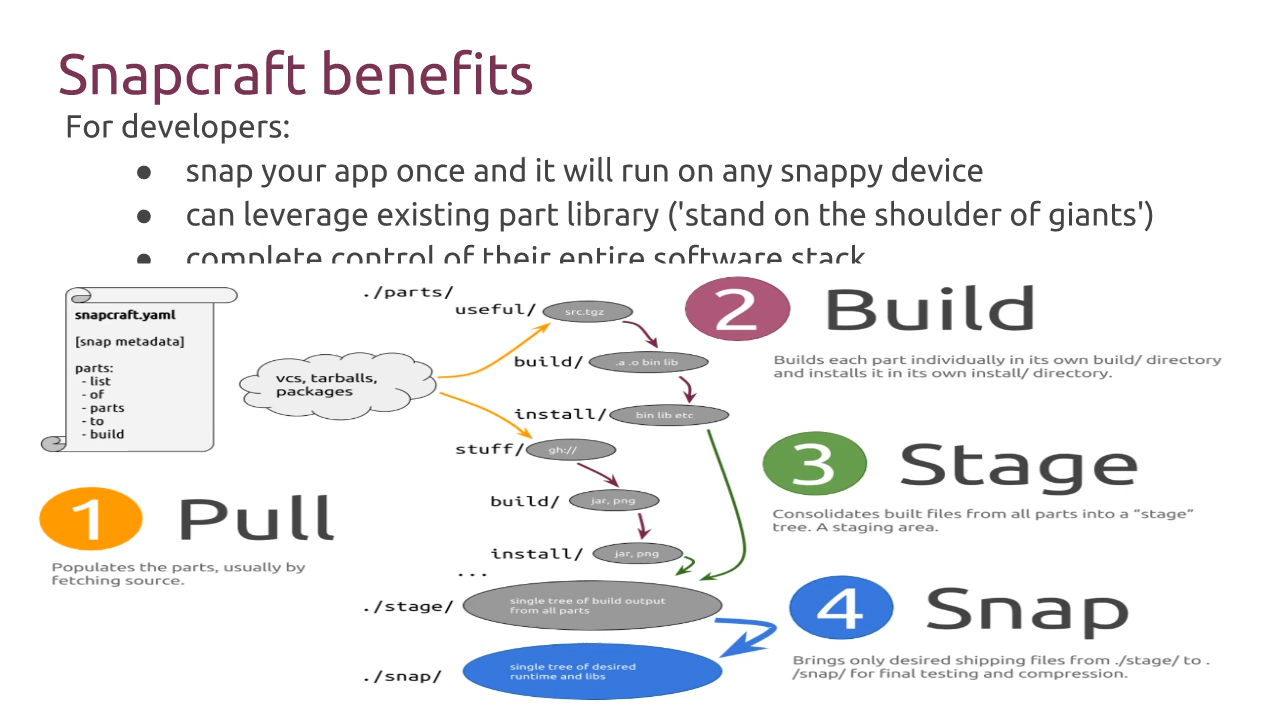 Snapcraft benefits
For developers:
● snap your app once and it will run on any snappy device
● can leverage existing part library ('stand on the shoulder of giants')
● complete control of their entire software stack
snapcraft.yaml
[snap metadata]
parts:
- list
- of
- parts
- to
- build
vcs, tarballs,
packages
1 Pull
Populates the parts, usually by
fetching source.
./parts/
useful/ src.tgz
build/ .a .o bin lib
install/ bin lib etc
stuff/ gh://
build/ jar, png
install/ jar, png
...
./stage/ single tree of build output
from all parts
./snap/ single tree of desired
runtime and libs
2 Build
Builds each part individually in its own build/ directory
and installs it in its own install/ directory.
3 Stage
Consolidates built files from all parts into a “stage”
tree. A staging area.
4 Snap
Brings only desired shipping files from ./stage/ to .
/snap/ for final testing and compression.